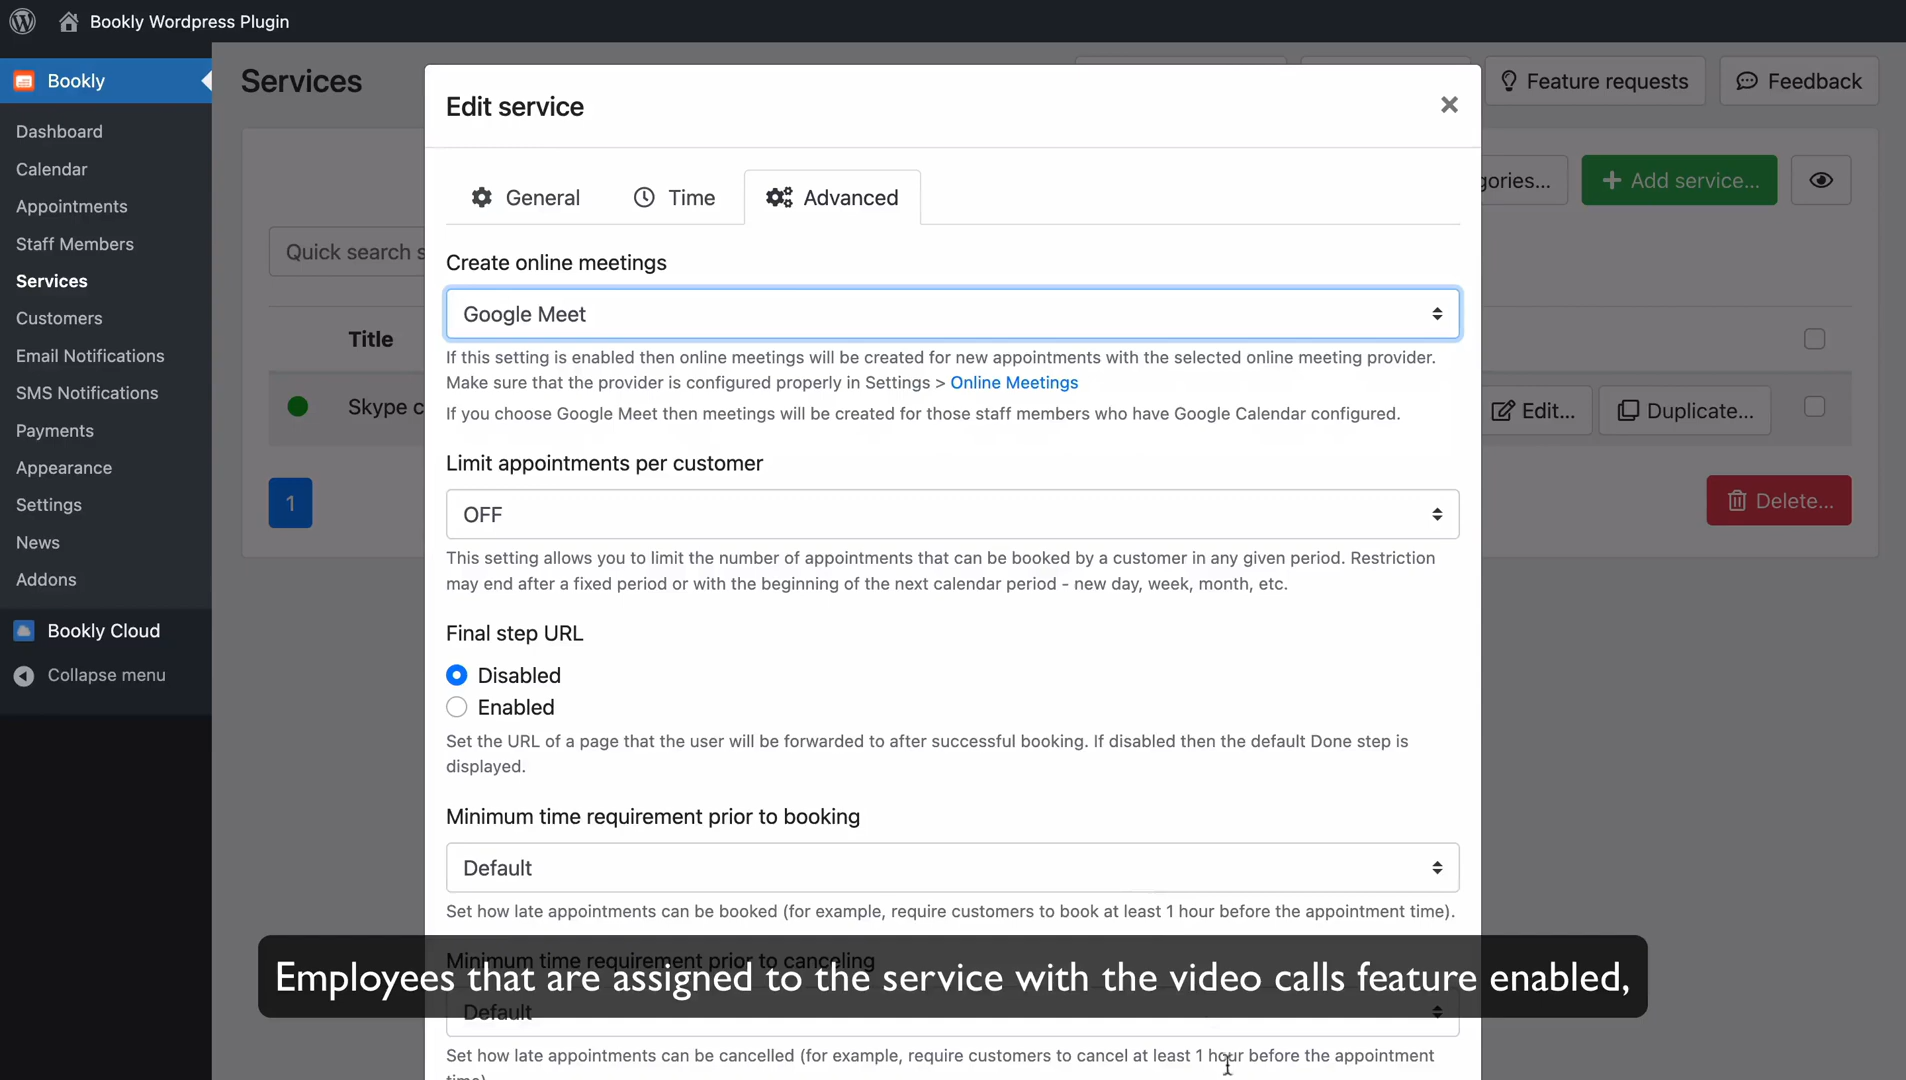 Bookly Wordpress Plugin
Bookly
Dashboard
Calendar
Appointments
Staff Members
Services
Customers
Email Notifications
SMS Notifications
Payments
Appearance
Settings
News
Addons
Bookly Cloud
Collapse menu
Services
Feature requests
Feedback
gories...
Add service...
Quick search s
Title
Skype c
Edit...
Duplicate...
1
Delete...
Edit service
General
Time
Advanced
Create online meetings
Google Meet
If this setting is enabled then online meetings will be created for new appointments with the selected online meeting provider.
Make sure that the provider is configured properly in Settings > Online Meetings
If you choose Google Meet then meetings will be created for those staff members who have Google Calendar configured.
Limit appointments per customer
OFF
This setting allows you to limit the number of appointments that can be booked by a customer in any given period. Restriction
may end after a fixed period or with the beginning of the next calendar period - new day, week, month, etc.
Final step URL
Disabled
Enabled
Set the URL of a page that the user will be forwarded to after successful booking. If disabled then the default Done step is
displayed.
Minimum time requirement prior to booking
Default
Set how late appointments can be booked (for example, require customers to book at least 1 hour before the appointment time).
Minimum time requirement prior to canceling
Employees that are assigned to the service with the video calls feature enabled,
Default
Set how late appointments can be cancelled (for example, require customers to cancel at least 1 hour before the appointment
time)